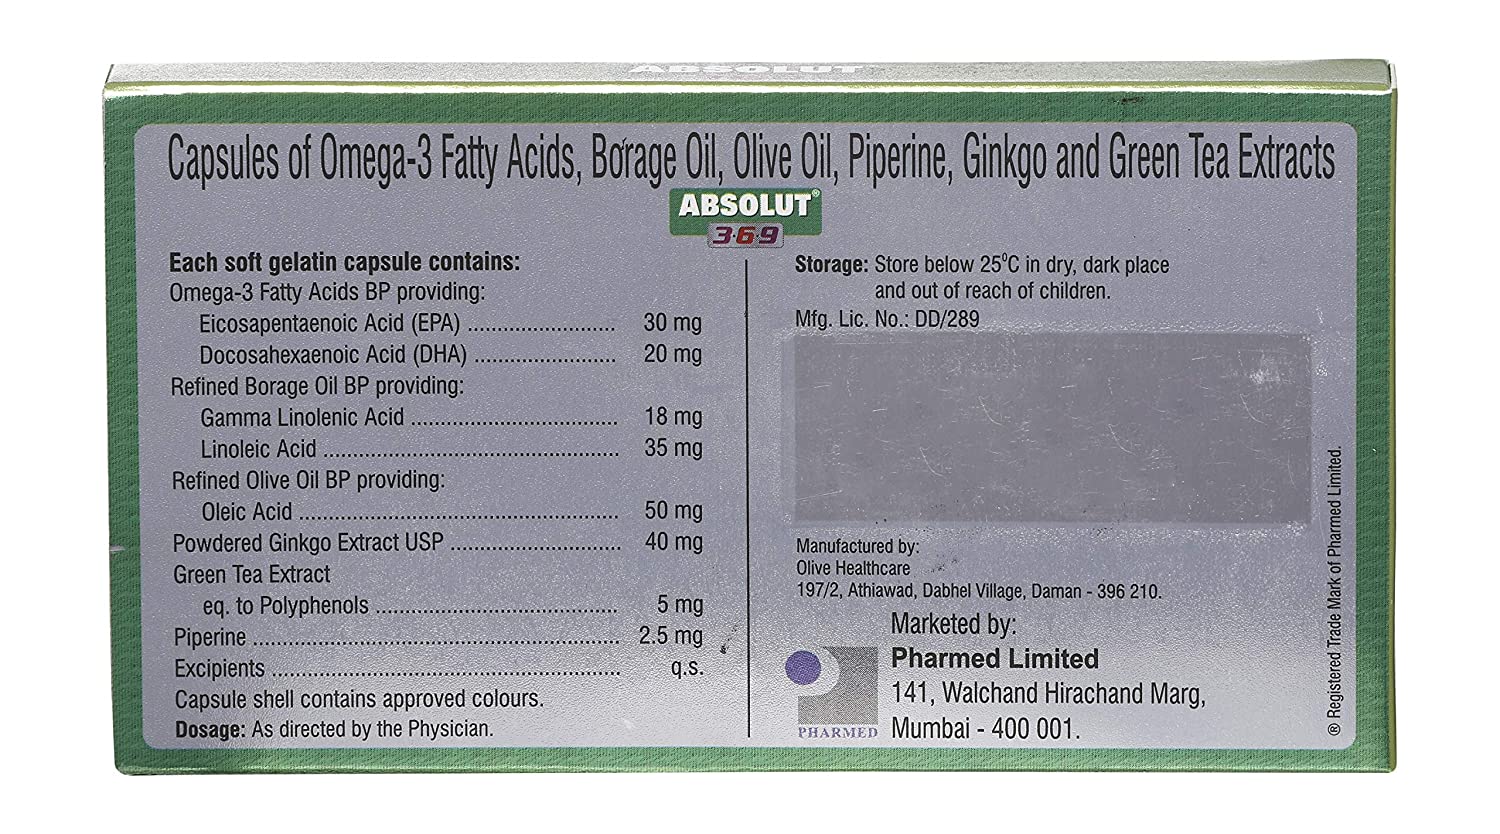 ABSOLUT
Capsules of Omega-3 Fatty Acids, Borage Oil, Olive Oil, Piperine, Ginkgo and Green Tea Extracts
ABSOLUT®
3·6·9
Each soft gelatin capsule contains:
Omega-3 Fatty Acids BP providing:
Eicosapentaenoic Acid (EPA) ........................ 30 mg
Docosahexaenoic Acid (DHA) ....................... 20 mg
Refined Borage Oil BP providing:
Gamma Linolenic Acid ................................. 18 mg
Linoleic Acid ............................................... 35 mg
Refined Olive Oil BP providing:
Oleic Acid ................................................... 50 mg
Powdered Ginkgo Extract USP ........................... 40 mg
Green Tea Extract
eq. to Polyphenols ....................................... 5 mg
Piperine .......................................................... 2.5 mg
Excipients ....................................................... q.s.
Capsule shell contains approved colours.
Dosage: As directed by the Physician.
Storage: Store below 25⁰C in dry, dark place
and out of reach of children.
Mfg. Lic. No.: DD/289
Manufactured by:
Olive Healthcare
197/2, Athiawad, Dabhel Village, Daman - 396 210.
Marketed by:
Pharmed Limited
141, Walchand Hirachand Marg,
Mumbai - 400 001.
PHARMED
® Registered Trade Mark of Pharmed Limited.